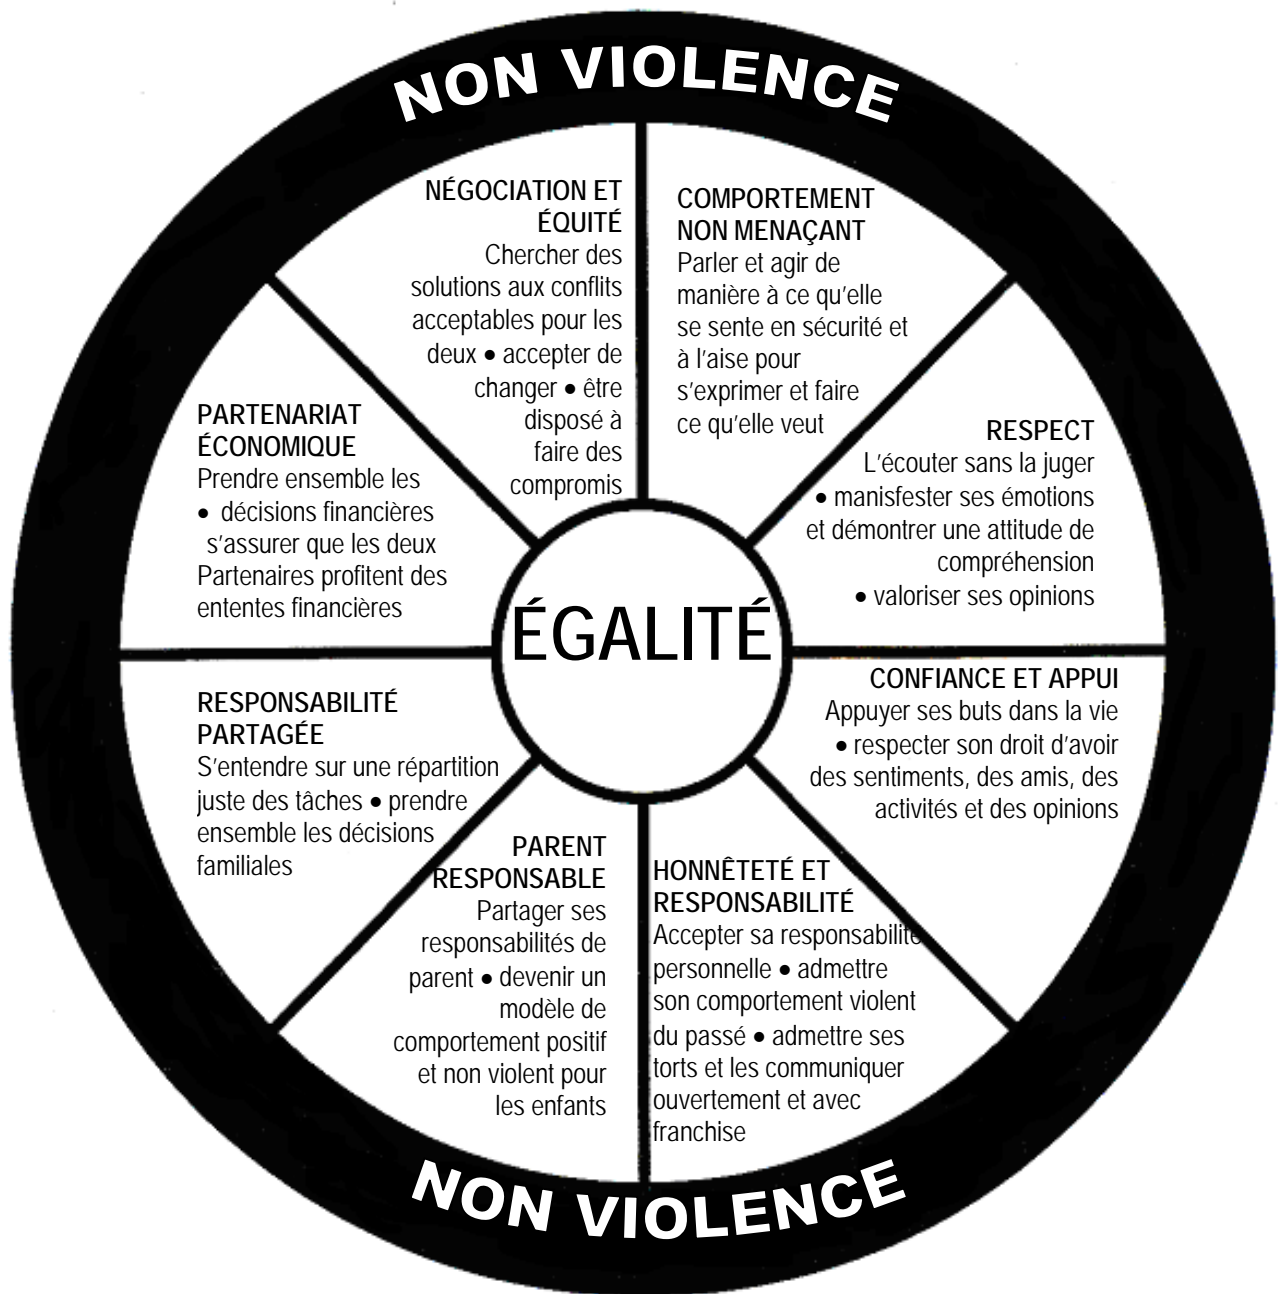 NON VIOLENCE
NÉGOCIATION ET
ÉQUITÉ
Chercher des
solutions aux conflits
acceptables pour les
deux • accepter de
changer • être
disposé à
faire des
compromis
COMPORTEMENT
NON MENAÇANT
Parler et agir de
manière à ce qu'elle
se sente en sécurité et
à l'aise pour
s'exprimer et faire
ce qu'elle veut
PARTENARIAT
ÉCONOMIQUE
Prendre ensemble les
• décisions financières
s'assurer que les deux
Partenaires profitent des
ententes financières
RESPECT
L'écouter sans la juger
• manisfester ses émotions
et démontrer une attitude de
compréhension
• valoriser ses opinions
ÉGALITÉ
RESPONSABILITÉ
PARTAGÉE
S'entendre sur une répartition
juste des tâches • prendre
ensemble les décisions
familiales
CONFIANCE ET APPUI
Appuyer ses buts dans la vie
• respecter son droit d'avoir
des sentiments, des amis, des
activités et des opinions
PARENT
RESPONSABLE
Partager ses
responsabilités de
parent • devenir un
modèle de
comportement positif
et non violent pour
les enfants
HONNÊTETÉ ET
RESPONSABILITÉ
Accepter sa responsabilité
personnelle • admettre
son comportement violent
du passé • admettre ses
torts et les communiquer
ouvertement et avec
franchise
NON VIOLENCE